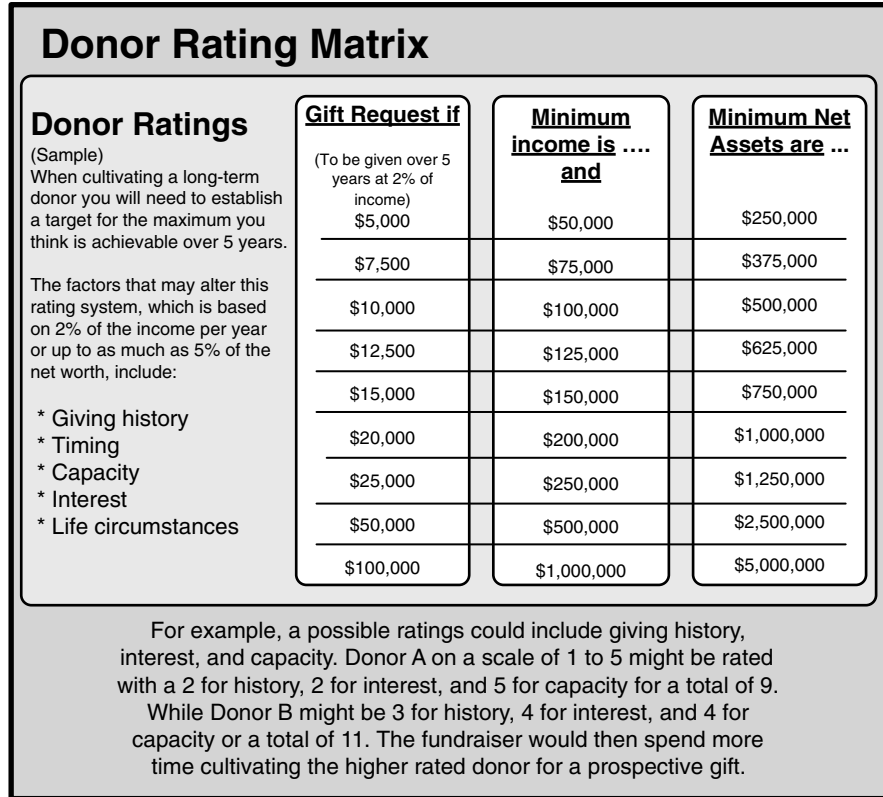 Donor Rating Matrix
Donor Ratings
(Sample)
When cultivating a long-term
donor you will need to establish
a target for the maximum you
think is achievable over 5 years.
The factors that may alter this
rating system, which is based
on 2% of the income per year
or up to as much as 5% of the
net worth, include:
* Giving history
* Timing
* Capacity
* Interest
* Life circumstances
Gift Request if
(To be given over 5
years at 2% of
income)
$5,000
$7,500
$10,000
$12,500
$15,000
$20,000
$25,000
$50,000
$100,000
Minimum
income is ....
and
$50,000
$75,000
$100,000
$125,000
$150,000
$200,000
$250,000
$500,000
$1,000,000
Minimum Net
Assets are ...
$250,000
$375,000
$500,000
$625,000
$750,000
$1,000,000
$1,250,000
$2,500,000
$5,000,000
For example, a possible ratings could include giving history,
interest, and capacity. Donor A on a scale of 1 to 5 might be rated
with a 2 for history, 2 for interest, and 5 for capacity for a total of 9.
While Donor B might be 3 for history, 4 for interest, and 4 for
capacity or a total of 11. The fundraiser would then spend more
time cultivating the higher rated donor for a prospective gift.